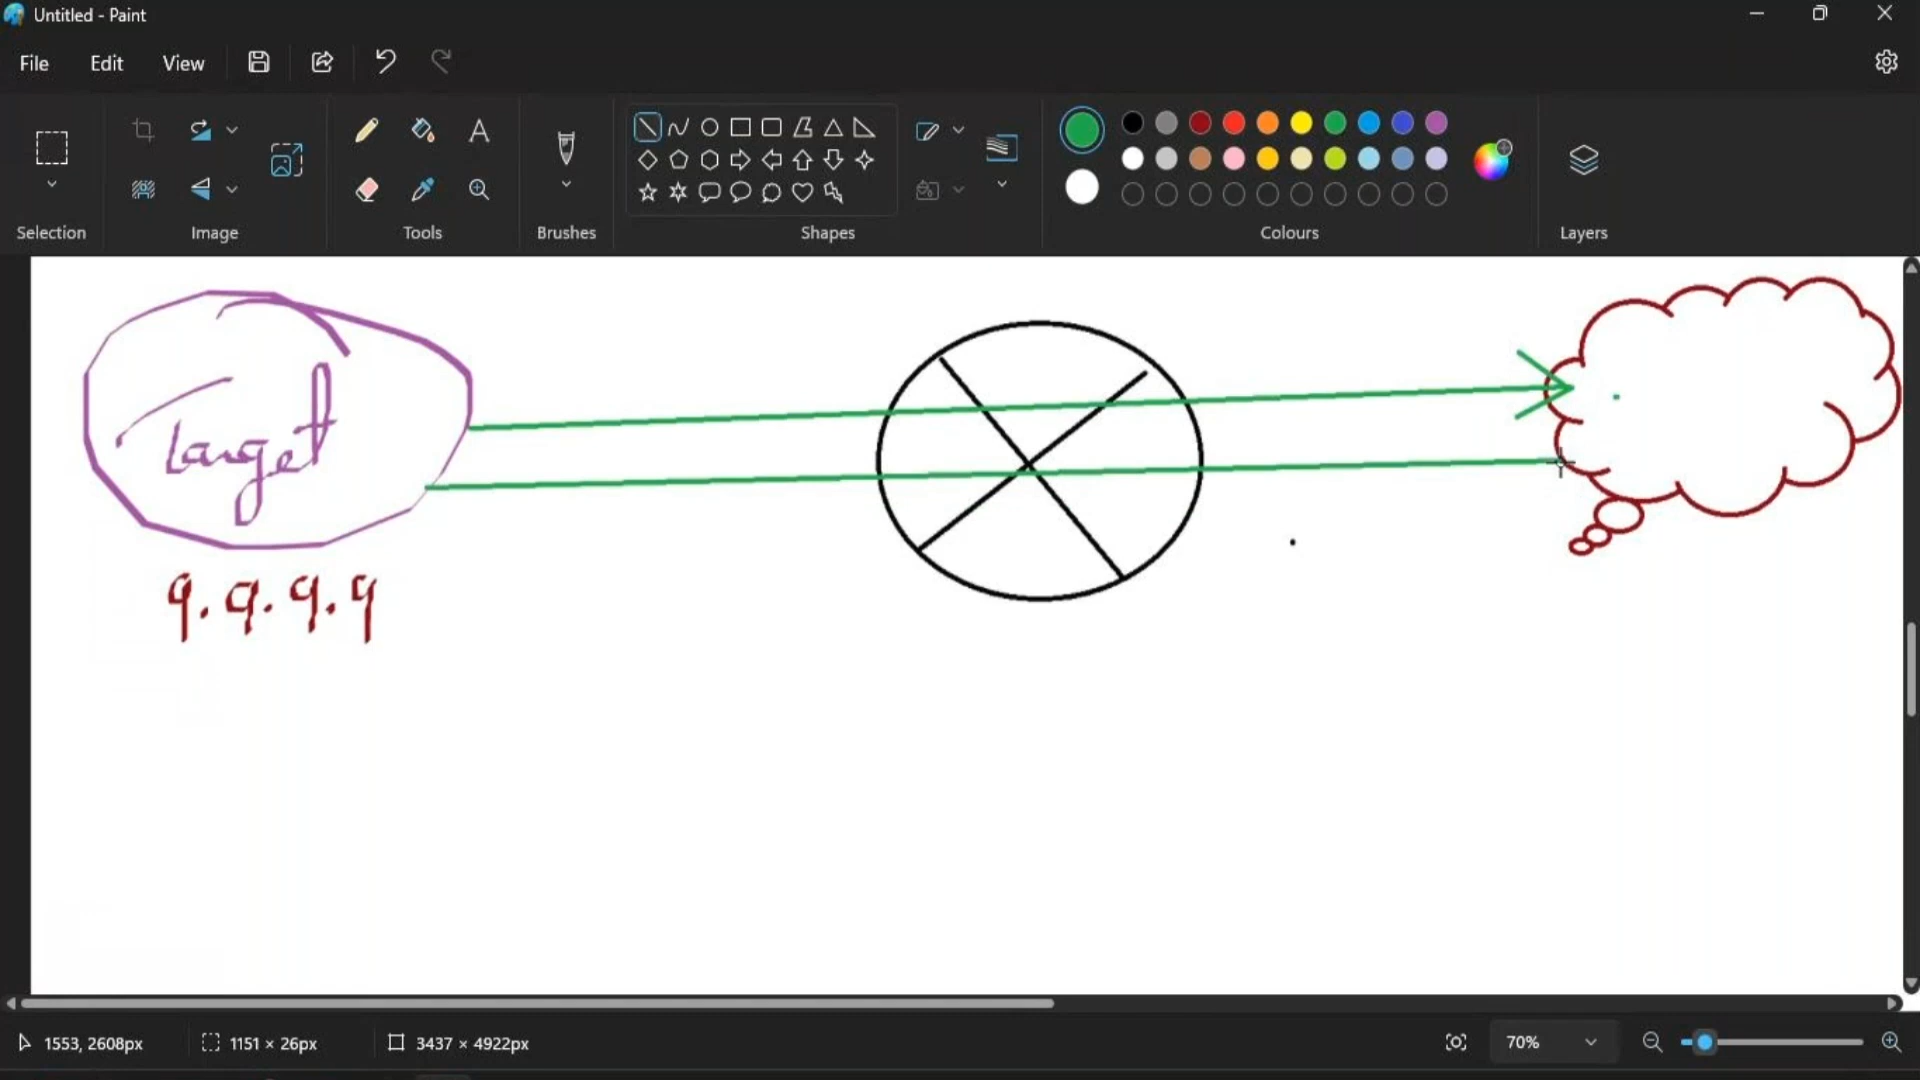 Untitled - Paint
File Edit View
Selection Image Tools Brushes Shapes Colours Layers
Target
9.9.9.9
1553, 2608px 1151 × 26px 3437 × 4922px 70%